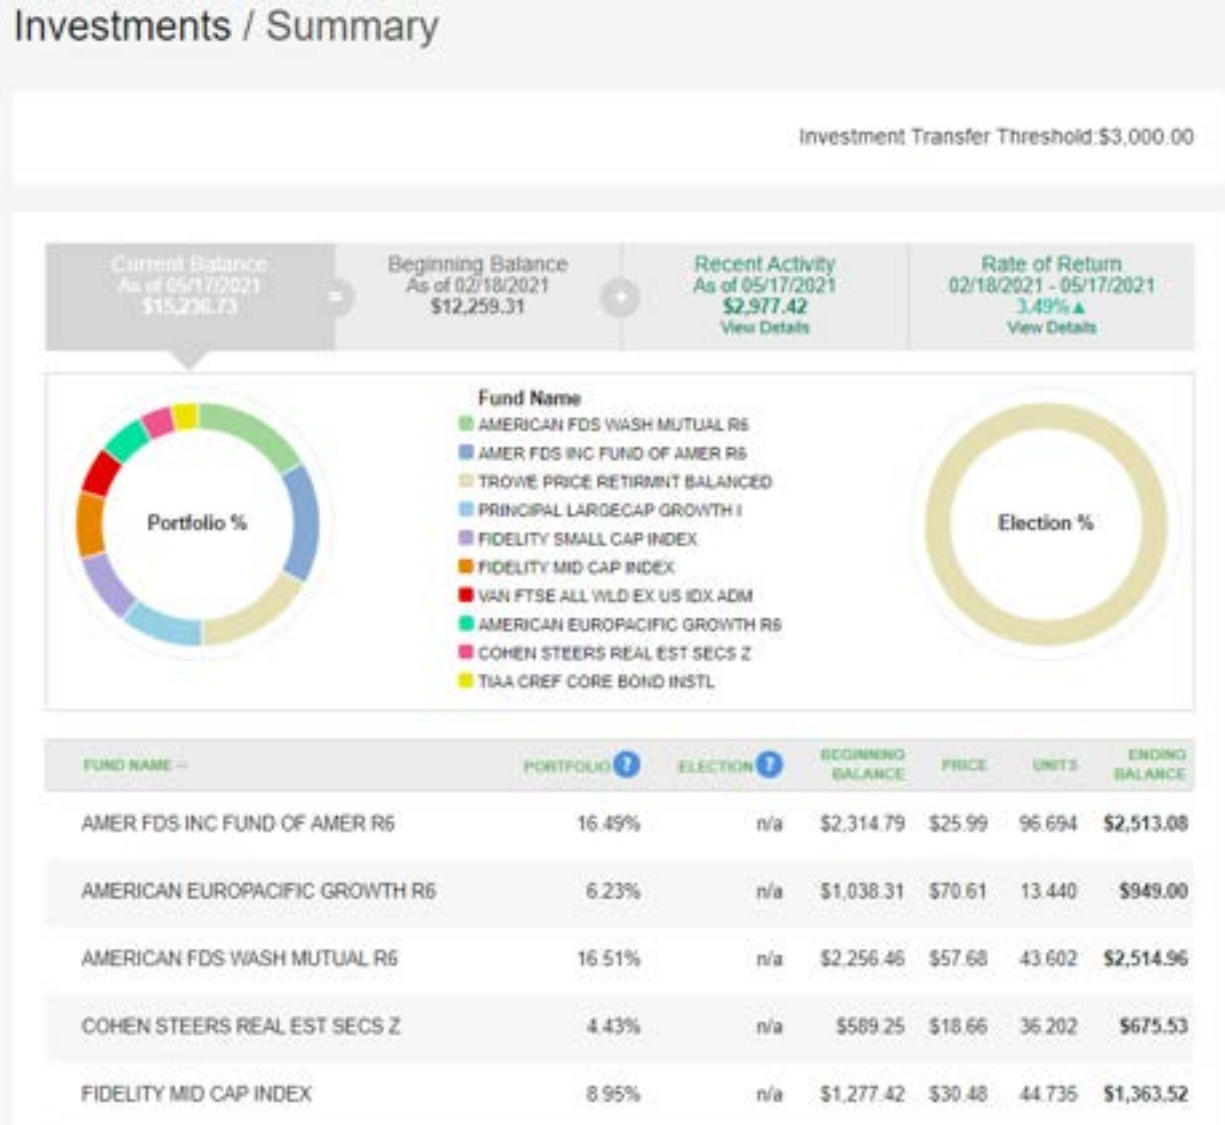 Investments / Summary
Investment Transfer Threshold:$3,000.00
Current Balance
As of 05/17/2021
$15,236.73
=
Beginning Balance
As of 02/18/2021
$12,259.31
+
Recent Activity
As of 05/17/2021
$2,977.42
View Details
Rate of Return
02/18/2021 - 05/17/2021
3.49%▲
View Details
Portfolio %
Fund Name
AMERICAN FDS WASH MUTUAL R6
AMER FDS INC FUND OF AMER R6
TROWE PRICE RETIRMNT BALANCED
PRINCIPAL LARGECAP GROWTH I
FIDELITY SMALL CAP INDEX
FIDELITY MID CAP INDEX
VAN FTSE ALL WLD EX US IDX ADM
AMERICAN EUROPACIFIC GROWTH R6
COHEN STEERS REAL EST SECS Z
TIAA CREF CORE BOND INSTL
Election %
FUND NAME PORTFOLIO ? ELECTION ? BEGINNING BALANCE PRICE UNITS ENDING BALANCE
AMER FDS INC FUND OF AMER R6 16.49% n/a $2,314.79 $25.99 96.694 $2,513.08
AMERICAN EUROPACIFIC GROWTH R6 6.23% n/a $1,038.31 $70.61 13.440 $949.00
AMERICAN FDS WASH MUTUAL R6 16.51% n/a $2,256.46 $57.68 43.602 $2,514.96
COHEN STEERS REAL EST SECS Z 4.43% n/a $589.25 $18.66 36.202 $675.53
FIDELITY MID CAP INDEX 8.95% n/a $1,277.42 $30.48 44.735 $1,363.52